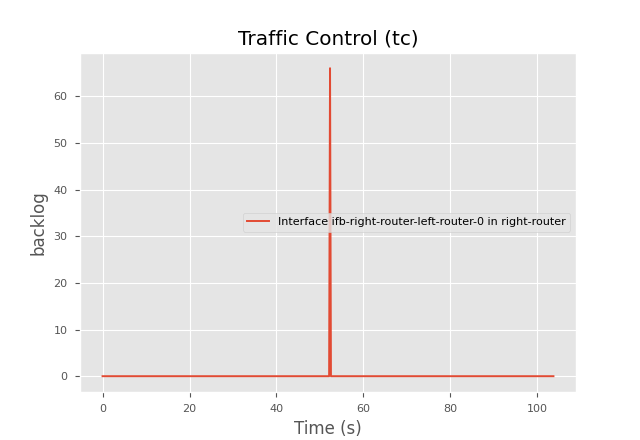 Traffic Control (tc)
60
50
40
30
20
10
0
backlog
Interface ifb-right-router-left-router-0 in right-router
0 20 40 60 80 100
Time (s)